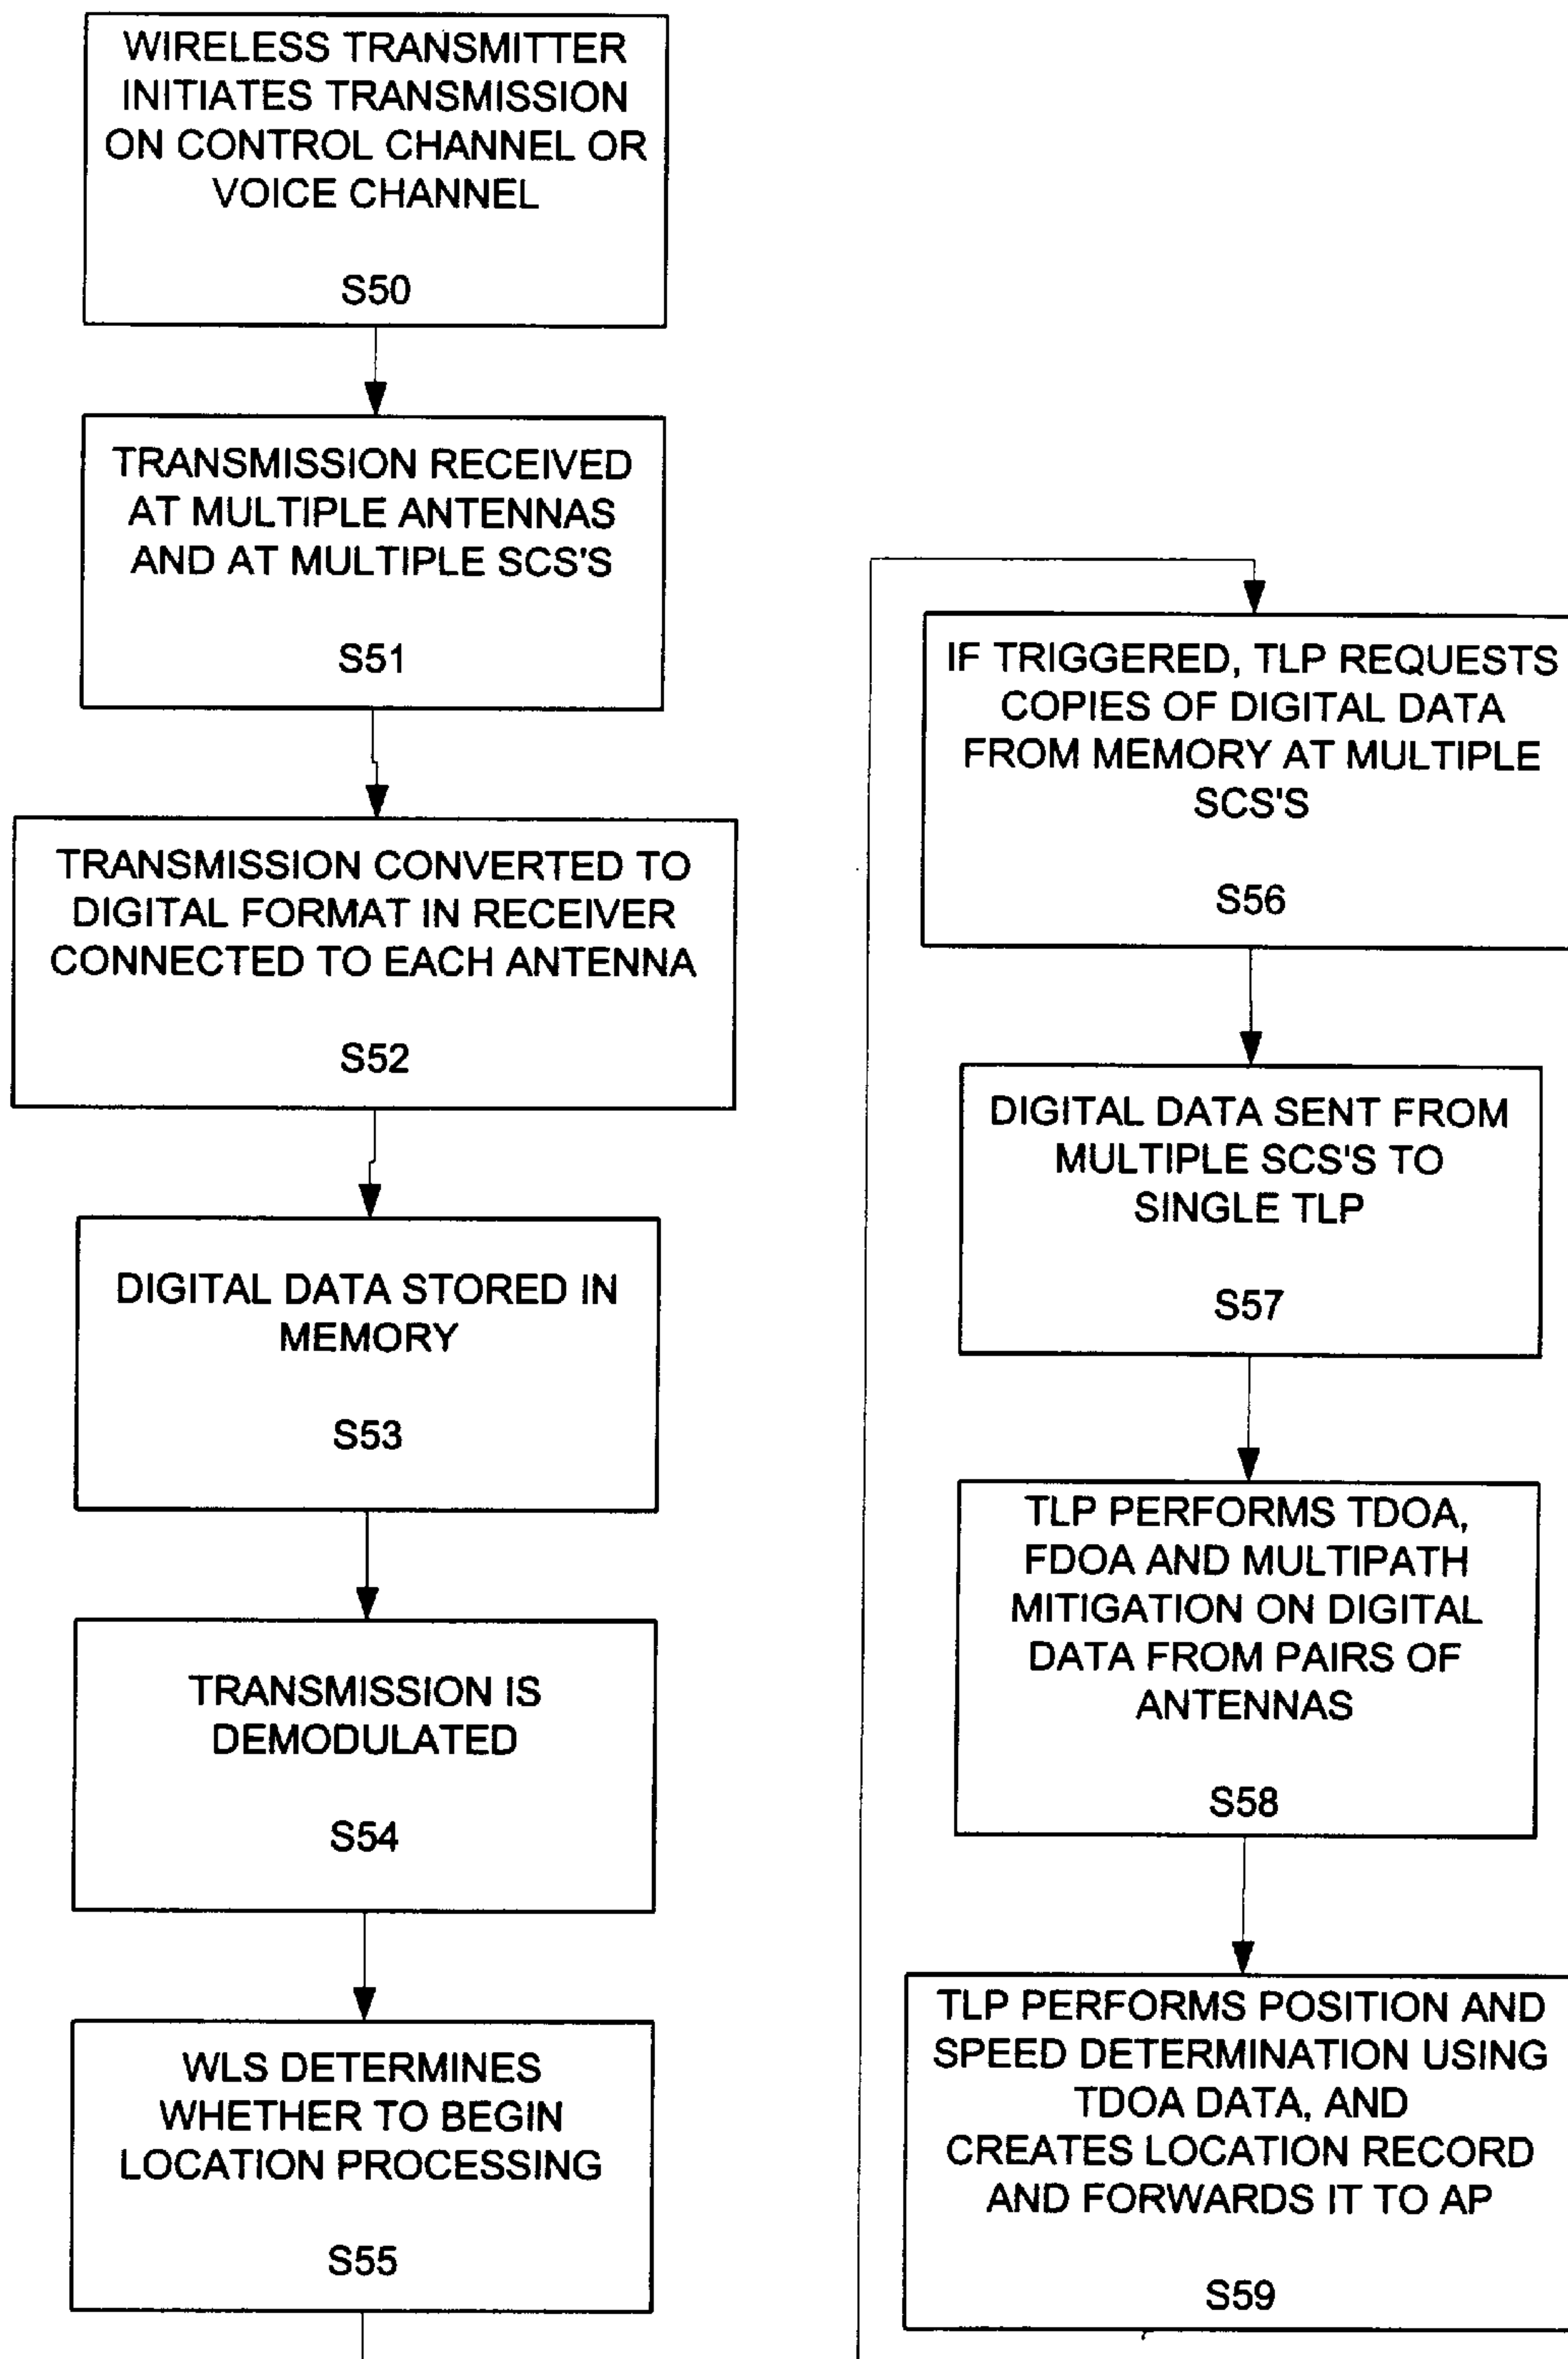 WIRELESS TRANSMITTER
INITIATES TRANSMISSION
ON CONTROL CHANNEL OR
VOICE CHANNEL
S50
TRANSMISSION RECEIVED
AT MULTIPLE ANTENNAS
AND AT MULTIPLE SCS'S
S51
TRANSMISSION CONVERTED TO
DIGITAL FORMAT IN RECEIVER
CONNECTED TO EACH ANTENNA
S52
DIGITAL DATA STORED IN
MEMORY
S53
TRANSMISSION IS
DEMODULATED
S54
WLS DETERMINES
WHETHER TO BEGIN
LOCATION PROCESSING
S55
IF TRIGGERED, TLP REQUESTS
COPIES OF DIGITAL DATA
FROM MEMORY AT MULTIPLE
SCS'S
S56
DIGITAL DATA SENT FROM
MULTIPLE SCS'S TO
SINGLE TLP
S57
TLP PERFORMS TDOA,
FDOA AND MULTIPATH
MITIGATION ON DIGITAL
DATA FROM PAIRS OF
ANTENNAS
S58
TLP PERFORMS POSITION AND
SPEED DETERMINATION USING
TDOA DATA, AND
CREATES LOCATION RECORD
AND FORWARDS IT TO AP
S59